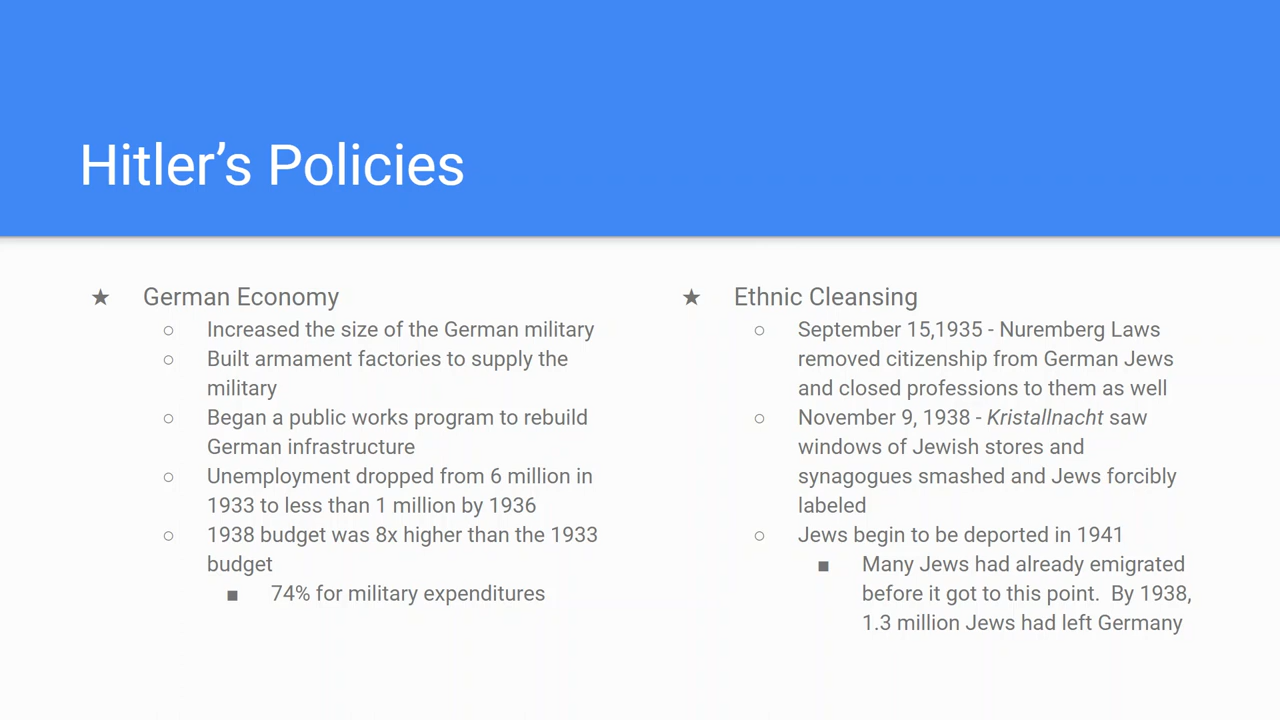 Hitler’s Policies
★ German Economy
○ Increased the size of the German military
○ Built armament factories to supply the
military
○ Began a public works program to rebuild
German infrastructure
○ Unemployment dropped from 6 million in
1933 to less than 1 million by 1936
○ 1938 budget was 8x higher than the 1933
budget
■ 74% for military expenditures
★ Ethnic Cleansing
○ September 15,1935 - Nuremberg Laws
removed citizenship from German Jews
and closed professions to them as well
○ November 9, 1938 - Kristallnacht saw
windows of Jewish stores and
synagogues smashed and Jews forcibly
labeled
○ Jews begin to be deported in 1941
■ Many Jews had already emigrated
before it got to this point.  By 1938,
1.3 million Jews had left Germany